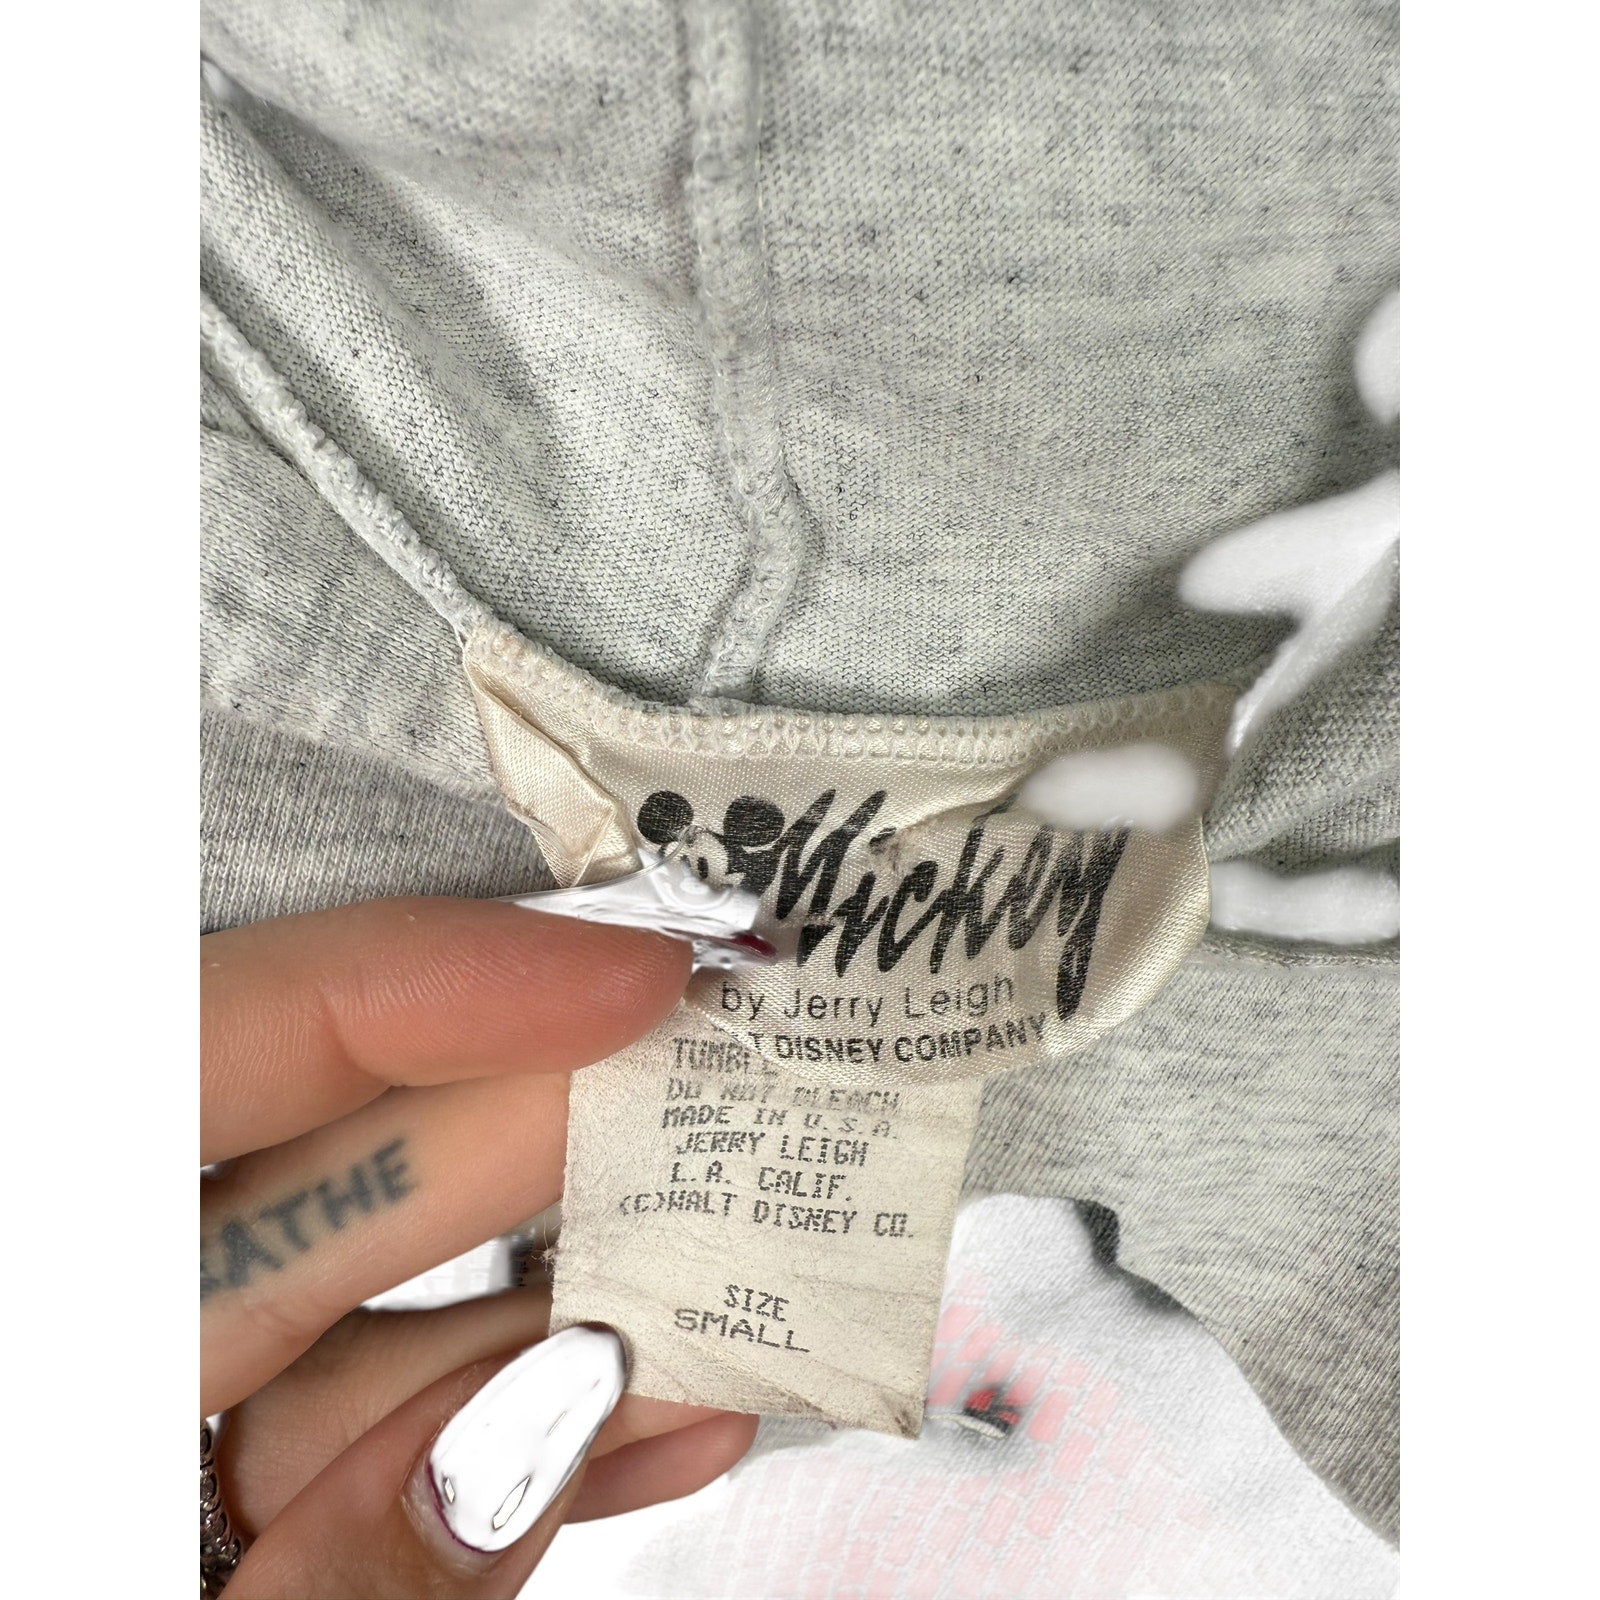 Mickey
by Jerry Leigh
T DISNEY COMPANY
TUMBLE
DO NOT BLEACH
MADE IN U.S.A.
JERRY LEIGH
L.A. CALIF.
(C)WALT DISNEY CO.
SIZE
SMALL
EATHE